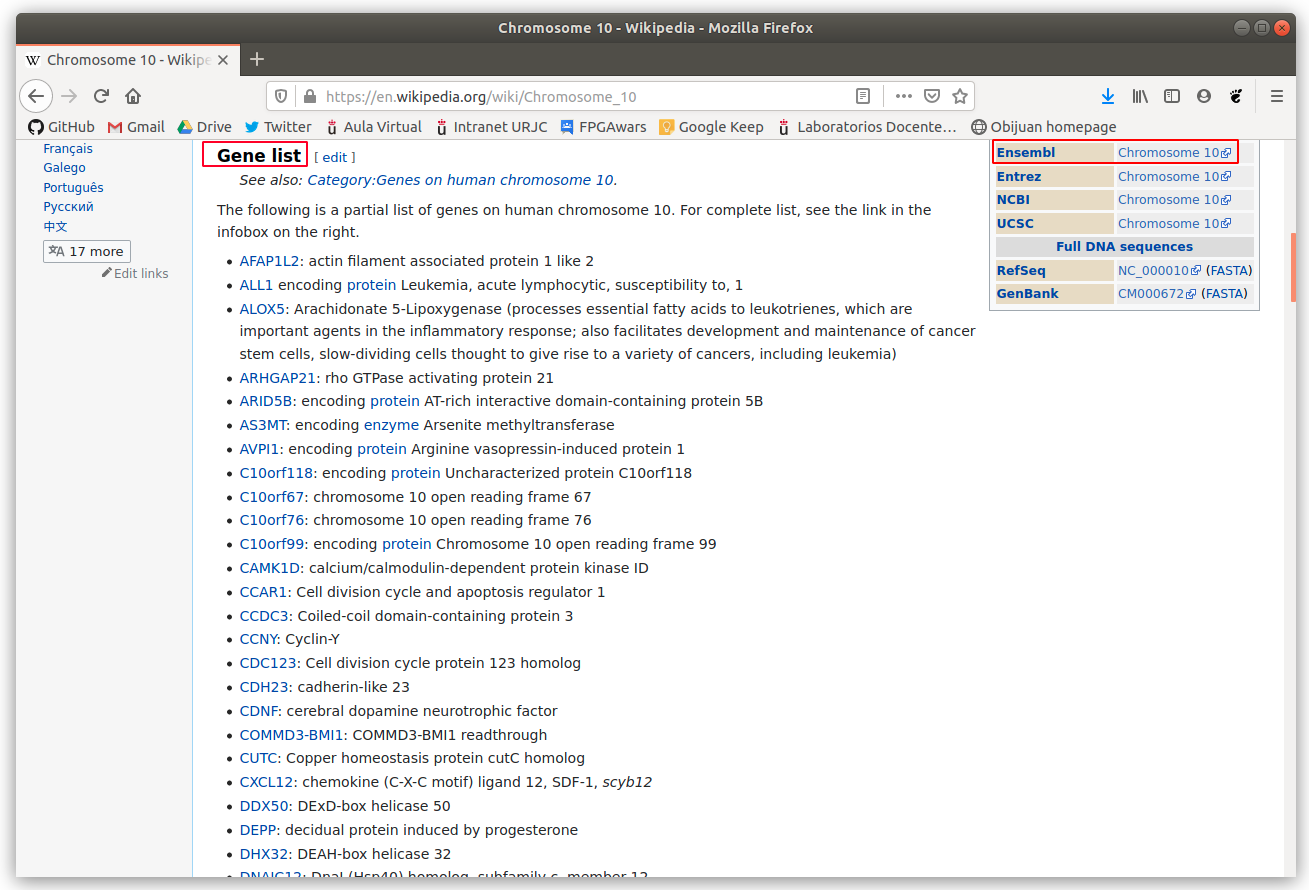 Chromosome 10 - Wikipedia - Mozilla Firefox
W Chromosome 10 - Wikipe
https://en.wikipedia.org/wiki/Chromosome_10
GitHub Gmail Drive Twitter Aula Virtual Intranet URJC FPGAwars Google Keep Laboratorios Docente… Obijuan homepage
Français
Galego
Português
Русский
中文
17 more
Edit links
Gene list [ edit ]
See also: Category:Genes on human chromosome 10.
The following is a partial list of genes on human chromosome 10. For complete list, see the link in the
infobox on the right.
• AFAP1L2: actin filament associated protein 1 like 2
• ALL1 encoding protein Leukemia, acute lymphocytic, susceptibility to, 1
• ALOX5: Arachidonate 5-Lipoxygenase (processes essential fatty acids to leukotrienes, which are
important agents in the inflammatory response; also facilitates development and maintenance of cancer
stem cells, slow-dividing cells thought to give rise to a variety of cancers, including leukemia)
• ARHGAP21: rho GTPase activating protein 21
• ARID5B: encoding protein AT-rich interactive domain-containing protein 5B
• AS3MT: encoding enzyme Arsenite methyltransferase
• AVPI1: encoding protein Arginine vasopressin-induced protein 1
• C10orf118: encoding protein Uncharacterized protein C10orf118
• C10orf67: chromosome 10 open reading frame 67
• C10orf76: chromosome 10 open reading frame 76
• C10orf99: encoding protein Chromosome 10 open reading frame 99
• CAMK1D: calcium/calmodulin-dependent protein kinase ID
• CCAR1: Cell division cycle and apoptosis regulator 1
• CCDC3: Coiled-coil domain-containing protein 3
• CCNY: Cyclin-Y
• CDC123: Cell division cycle protein 123 homolog
• CDH23: cadherin-like 23
• CDNF: cerebral dopamine neurotrophic factor
• COMMD3-BMI1: COMMD3-BMI1 readthrough
• CUTC: Copper homeostasis protein cutC homolog
• CXCL12: chemokine (C-X-C motif) ligand 12, SDF-1, scyb12
• DDX50: DExD-box helicase 50
• DEPP: decidual protein induced by progesterone
• DHX32: DEAH-box helicase 32
DNAJC12: DnaJ (Hsp40) homolog, subfamily c, member 12
Ensembl Chromosome 10
Entrez Chromosome 10
NCBI Chromosome 10
UCSC Chromosome 10
Full DNA sequences
RefSeq NC_000010 (FASTA)
GenBank CM000672 (FASTA)